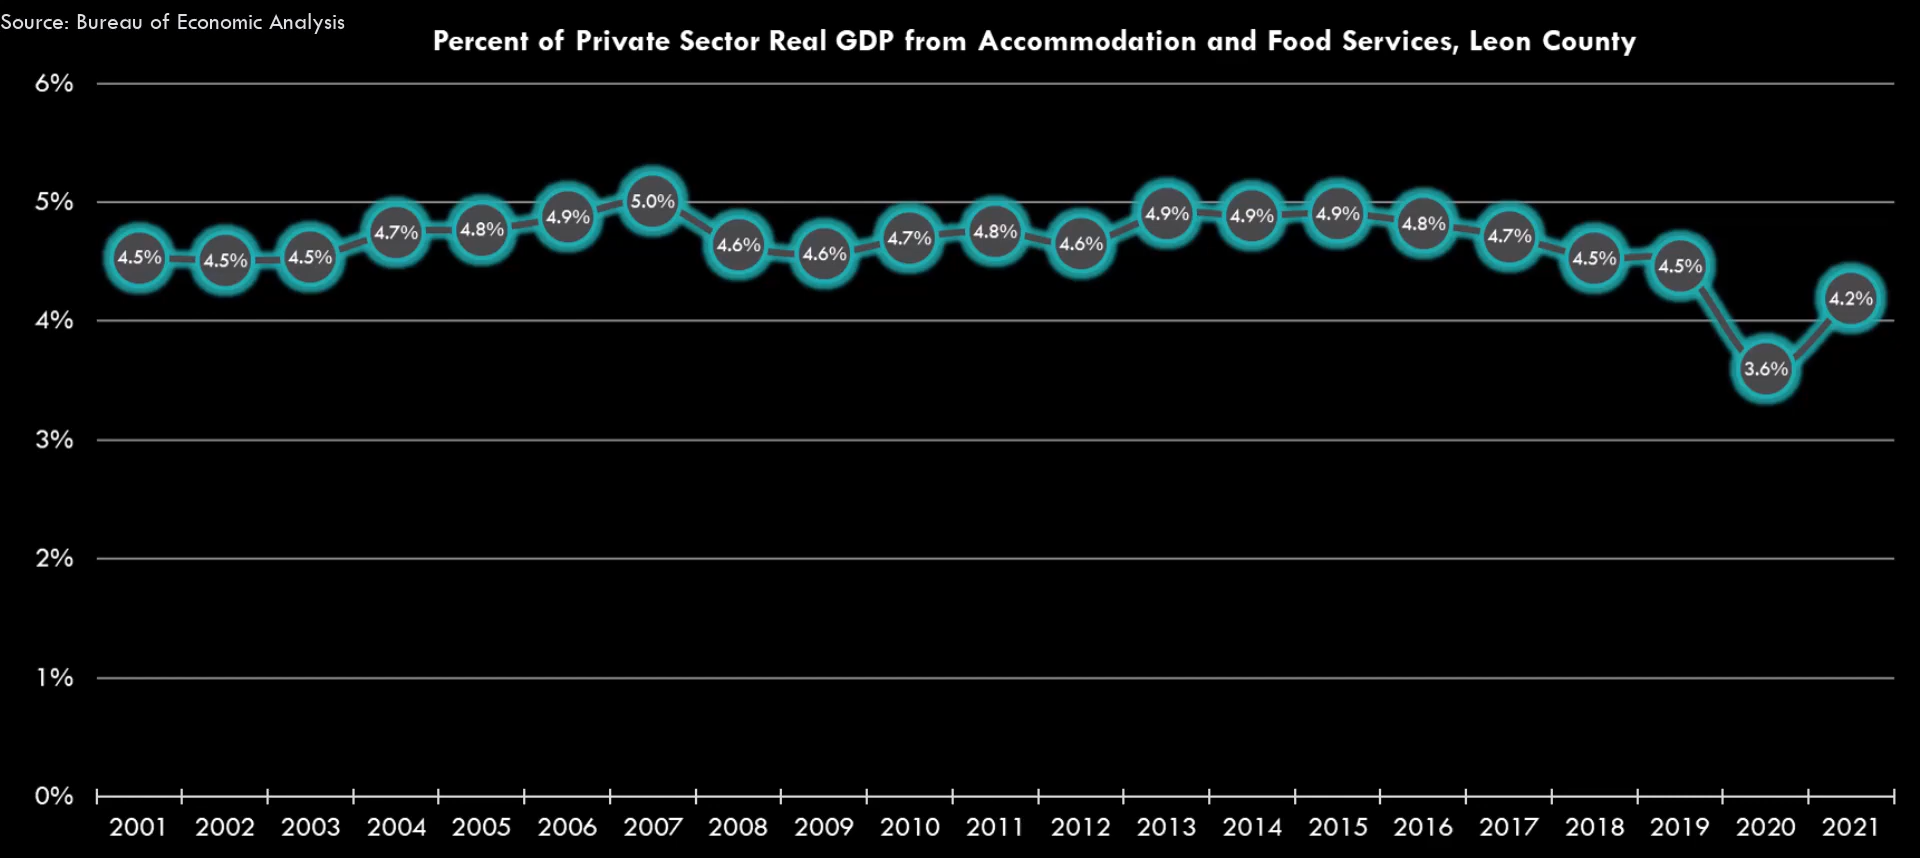 Source: Bureau of Economic Analysis
Percent of Private Sector Real GDP from Accommodation and Food Services, Leon County
6%
5%
4%
3%
2%
1%
0%
4.5% 4.5% 4.5% 4.7% 4.8% 4.9% 5.0% 4.6% 4.6% 4.7% 4.8% 4.6% 4.9% 4.9% 4.9% 4.8% 4.7% 4.5% 4.5% 3.6% 4.2%
2001 2002 2003 2004 2005 2006 2007 2008 2009 2010 2011 2012 2013 2014 2015 2016 2017 2018 2019 2020 2021